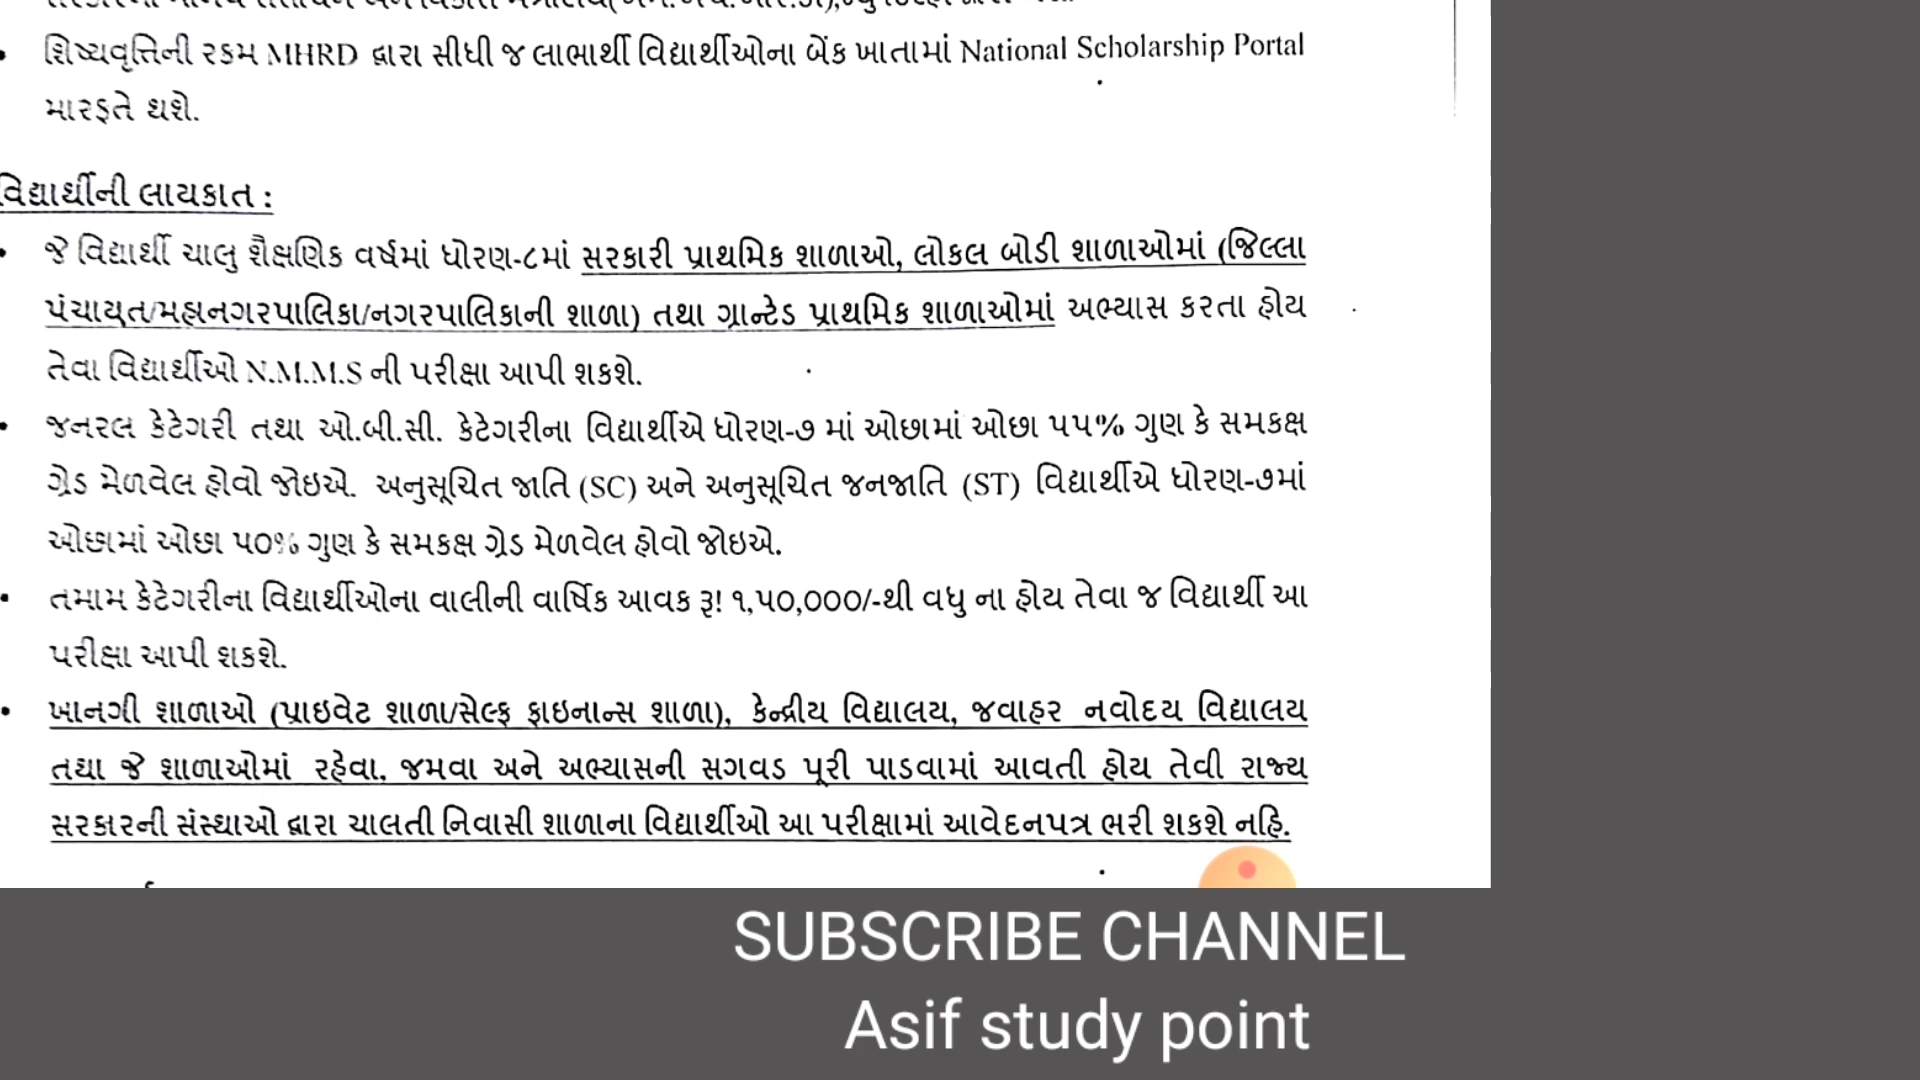 • શિષ્યવૃત્તિની રકમ MHRD દ્વારા સીધી જ લાભાર્થી વિદ્યાર્થીઓના બેંક ખાતામાં National Scholarship Portal
મારફતે થશે.
વિદ્યાર્થીની લાયકાત :
• જે વિદ્યાર્થી ચાલુ શૈક્ષણિક વર્ષમાં ધોરણ-૮માં સરકારી પ્રાથમિક શાળાઓ, લોકલ બોડી શાળાઓમાં (જિલ્લા
પંચાયત/મહાનગરપાલિકા/નગરપાલિકાની શાળા) તથા ગ્રાન્ટેડ પ્રાથમિક શાળાઓમાં અભ્યાસ કરતા હોય
તેવા વિદ્યાર્થીઓ N.M.M.S ની પરીક્ષા આપી શકશે.
• જનરલ કેટેગરી તથા ઓ.બી.સી. કેટેગરીના વિદ્યાર્થીએ ધોરણ-૭ માં ઓછામાં ઓછા ૫૫% ગુણ કે સમકક્ષ
ગ્રેડ મેળવેલ હોવો જોઇએ. અનુસૂચિત જાતિ (SC) અને અનુસૂચિત જનજાતિ (ST) વિદ્યાર્થીએ ધોરણ-૭માં
ઓછામાં ઓછા ૫૦% ગુણ કે સમકક્ષ ગ્રેડ મેળવેલ હોવો જોઇએ.
• તમામ કેટેગરીના વિદ્યાર્થીઓના વાલીની વાર્ષિક આવક રૂ! ૧,૫૦,૦૦૦/-થી વધુ ના હોય તેવા જ વિદ્યાર્થી આ
પરીક્ષા આપી શકશે.
• ખાનગી શાળાઓ (પ્રાઇવેટ શાળા/સેલ્ફ ફાઇનાન્સ શાળા), કેન્દ્રીય વિદ્યાલય, જવાહર નવોદય વિદ્યાલય
તથા જે શાળાઓમાં રહેવા, જમવા અને અભ્યાસની સગવડ પૂરી પાડવામાં આવતી હોય તેવી રાજ્ય
સરકારની સંસ્થાઓ દ્વારા ચાલતી નિવાસી શાળાના વિદ્યાર્થીઓ આ પરીક્ષામાં આવેદનપત્ર ભરી શકશે નહિ.
SUBSCRIBE CHANNEL
Asif study point